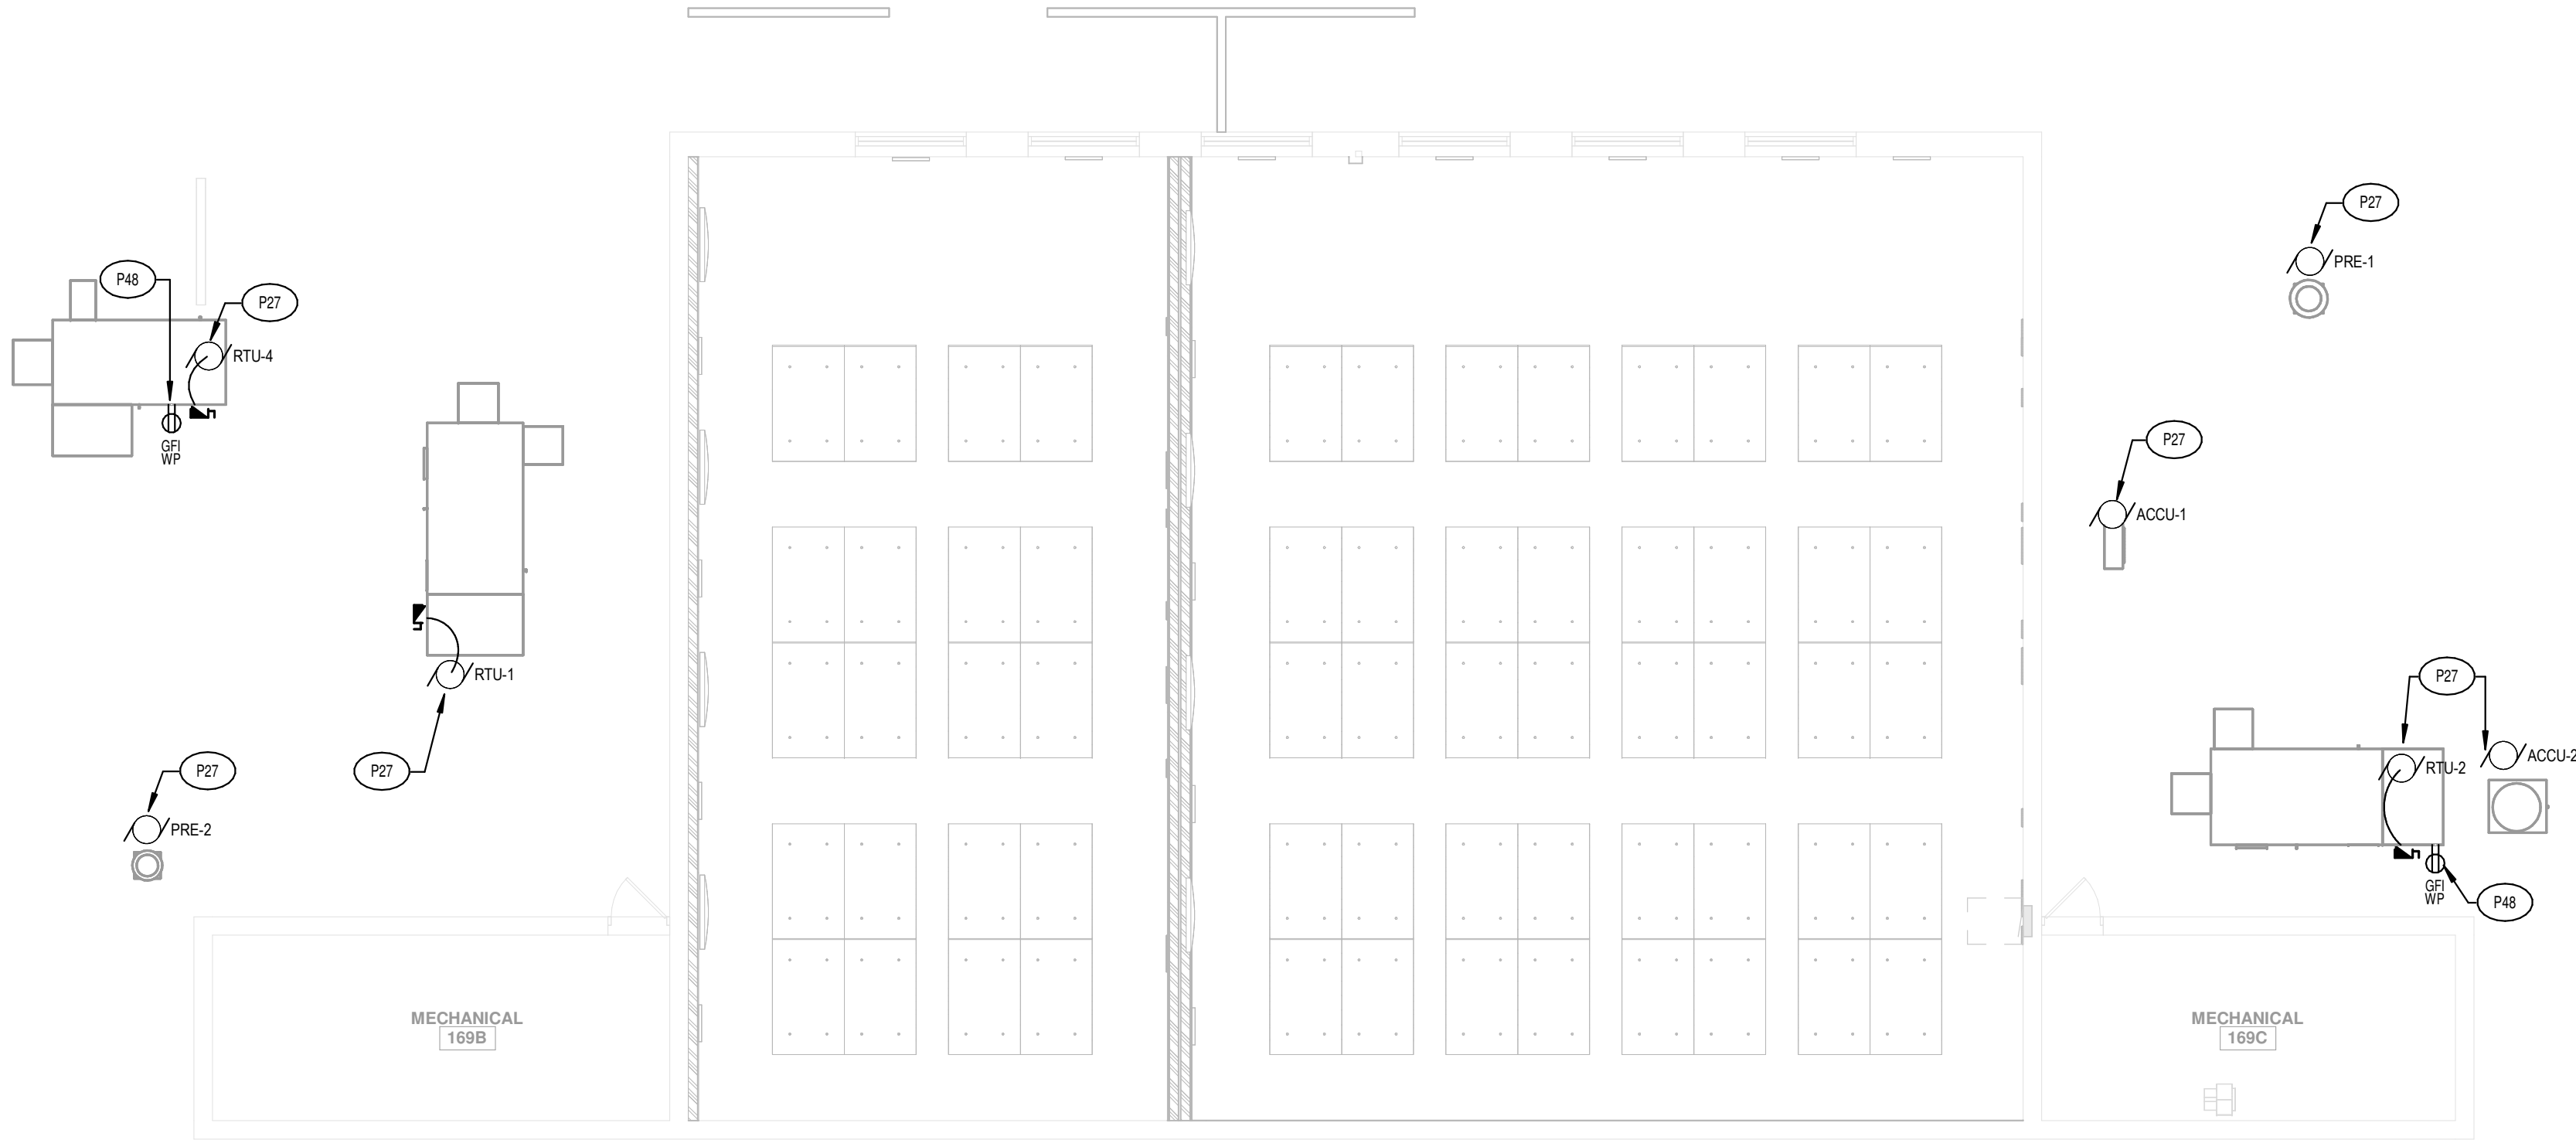 P27
PRE-1
P48
P27
RTU-4
GFI
WP
P27
ACCU-1
RTU-1
P27
P27
PRE-2
P27
ACCU-2
RTU-2
GFI
WP
P48
MECHANICAL
169B
MECHANICAL
169C